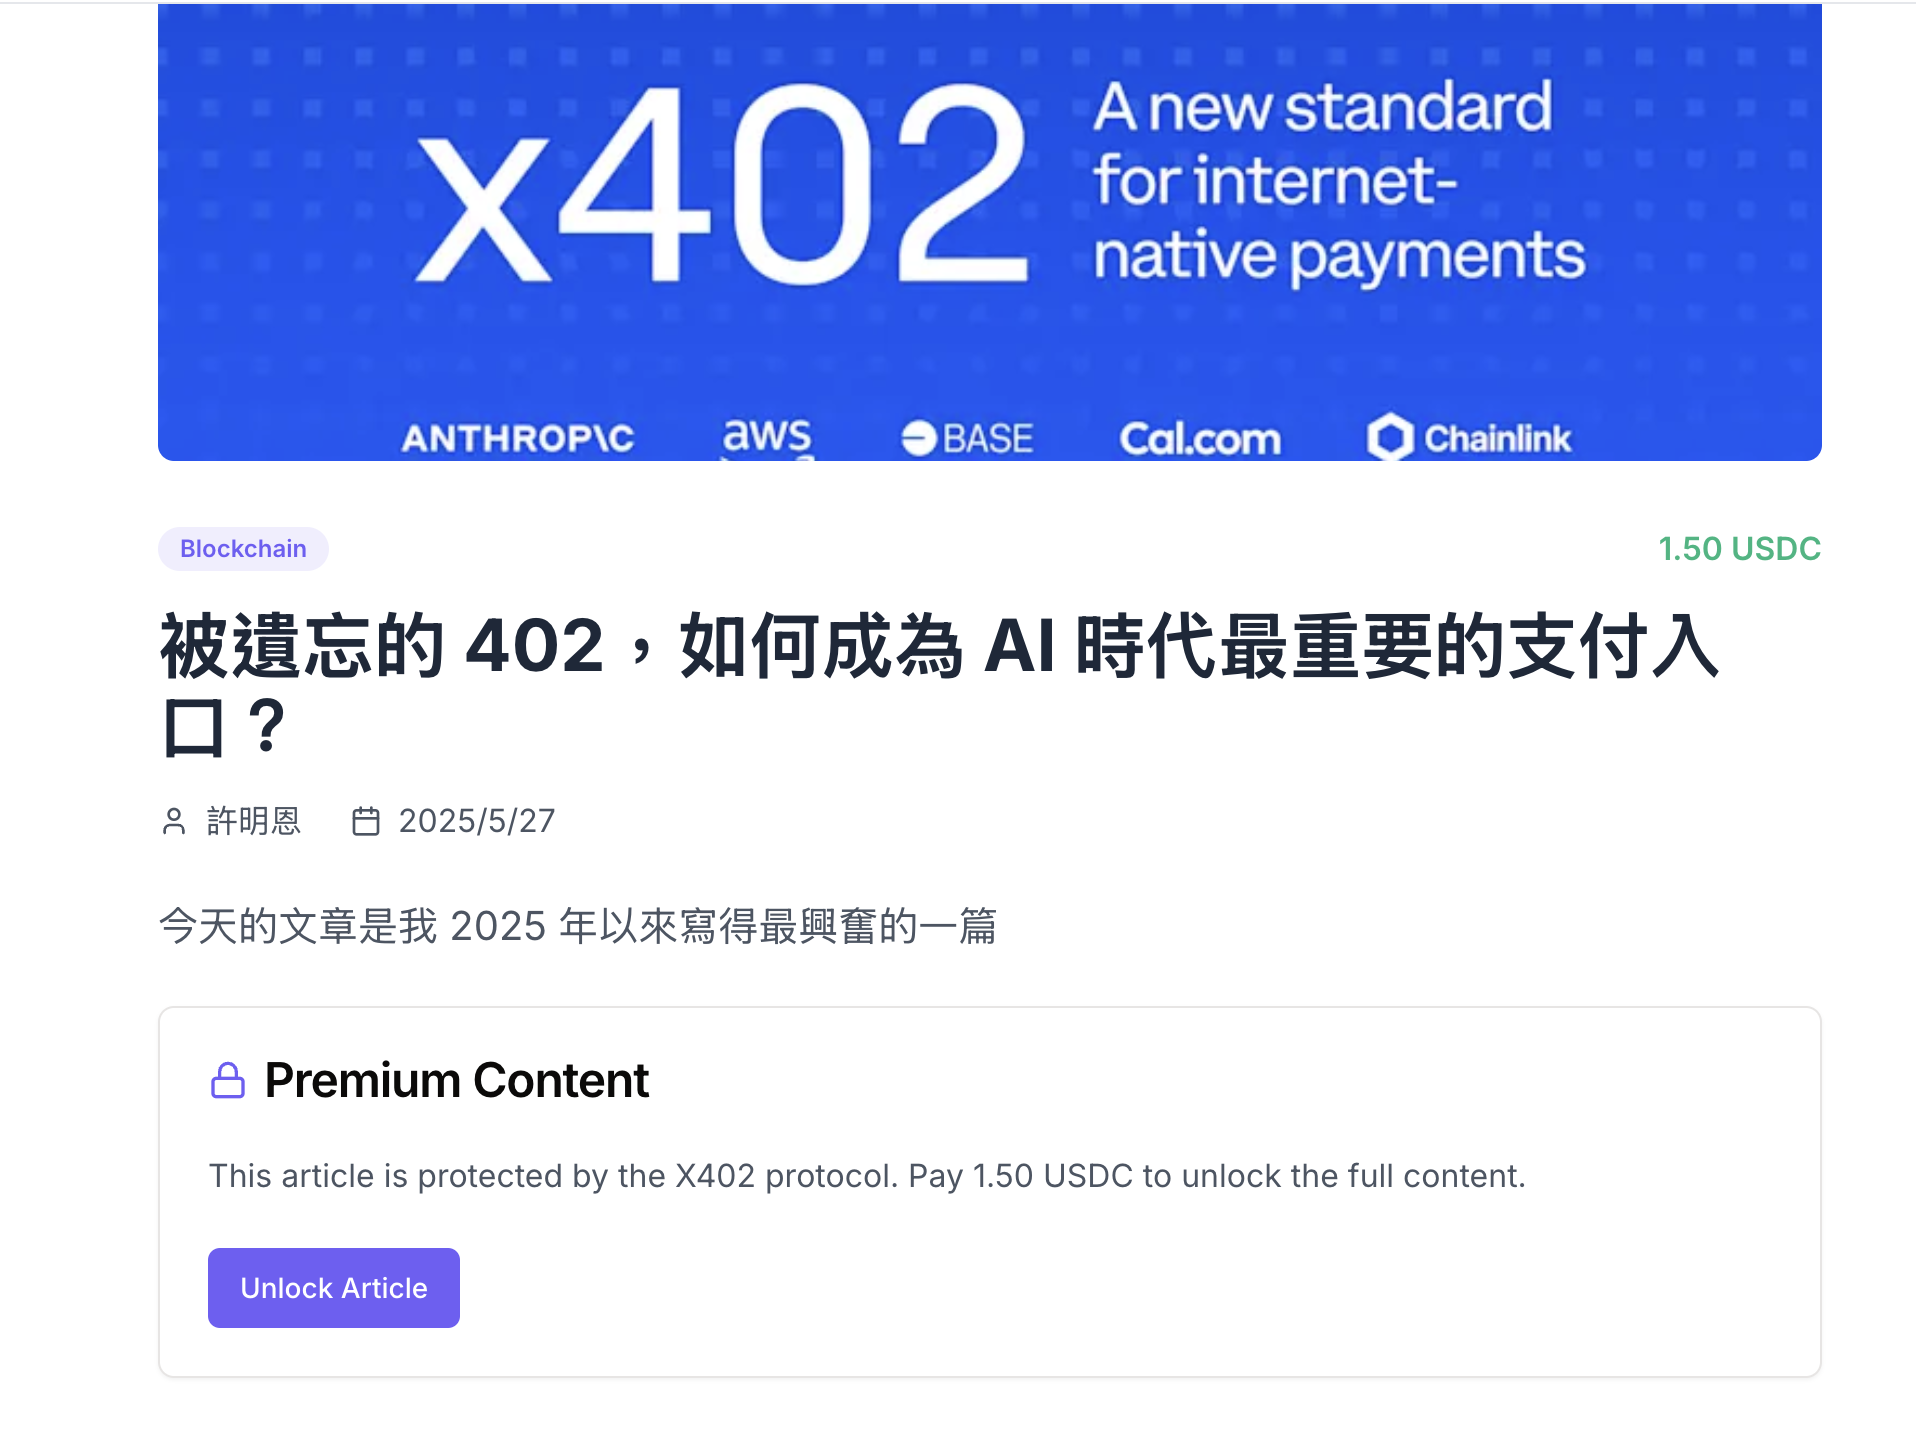 x402
A new standard
for internet-
native payments
ANTHROP\C
aws
BASE
Cal.com
Chainlink
Blockchain
1.50 USDC
被遺忘的 402，如何成為 AI 時代最重要的支付入
口？
許明恩
2025/5/27
今天的文章是我 2025 年以來寫得最興奮的一篇
Premium Content
This article is protected by the X402 protocol. Pay 1.50 USDC to unlock the full content.
Unlock Article